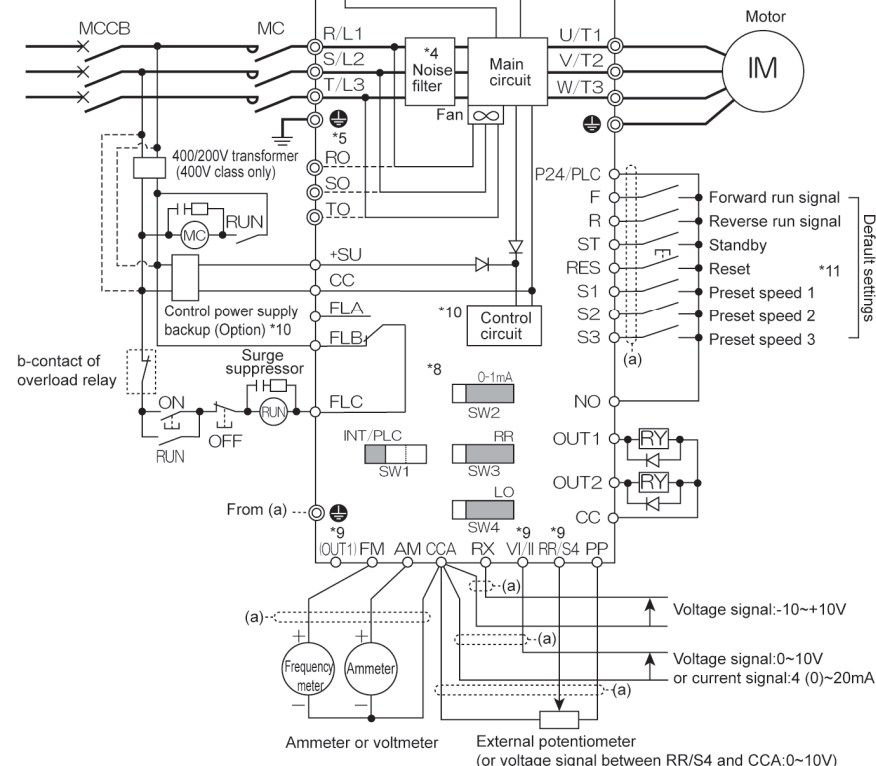 MCCB
MC
R/L1
S/L2
T/L3
*4
Noise
filter
Main
circuit
Fan
U/T1
V/T2
W/T3
Motor
IM
*5
400/200V transformer
(400V class only)
RO
SO
TO
MC
RUN
+SU
CC
Control power supply
backup (Option) *10
FLA
FLB
FLC
*10
Control
circuit
P24/PLC
F
R
ST
RES
S1
S2
S3
(a)
Forward run signal
Reverse run signal
Standby
Reset
*11
Preset speed 1
Preset speed 2
Preset speed 3
Default settings
b-contact of
overload relay
Surge
suppressor
ON
OFF
RUN
RUN
*8
0-1mA
SW2
INT/PLC
SW1
RR
SW3
LO
SW4
NO
OUT1
RY
OUT2
RY
CC
From (a)
*9
*9
*9
(OUT1)
FM
AM
CCA
RX
VI/II
RR/S4
PP
(a)
(a)
(a)
(a)
+
+
Frequency
meter
Ammeter
−
−
Voltage signal:-10~+10V
Voltage signal:0~10V
or current signal:4 (0)~20mA
Ammeter or voltmeter
External potentiometer
(or voltage signal between RR/S4 and CCA:0~10V)